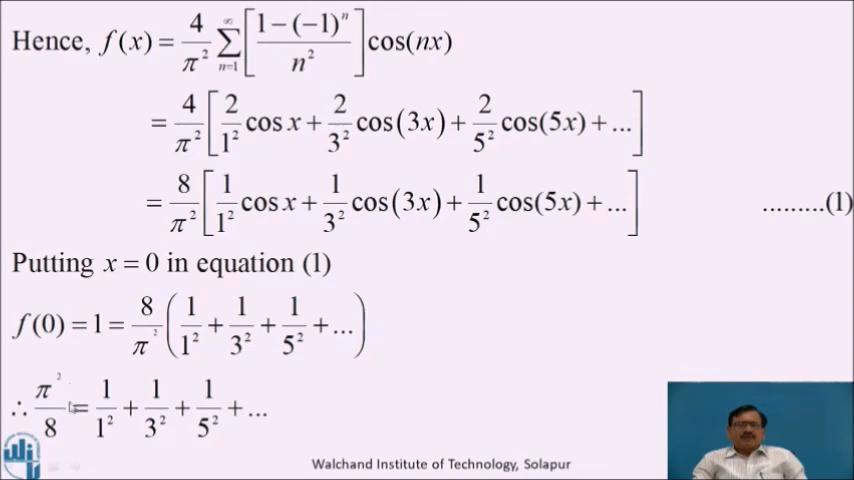 Hence, f(x) = 4/π² ∑_{n=1}^{∞} [ (1−(−1)ⁿ)/n² ] cos(nx)
= 4/π² [ 2/1² cos x + 2/3² cos(3x) + 2/5² cos(5x) + ... ]
= 8/π² [ 1/1² cos x + 1/3² cos(3x) + 1/5² cos(5x) + ... ] .........(1)
Putting x = 0 in equation (1)
f(0) = 1 = 8/π² ( 1/1² + 1/3² + 1/5² + ... )
∴ π²/8 = 1/1² + 1/3² + 1/5² + ...
Walchand Institute of Technology, Solapur